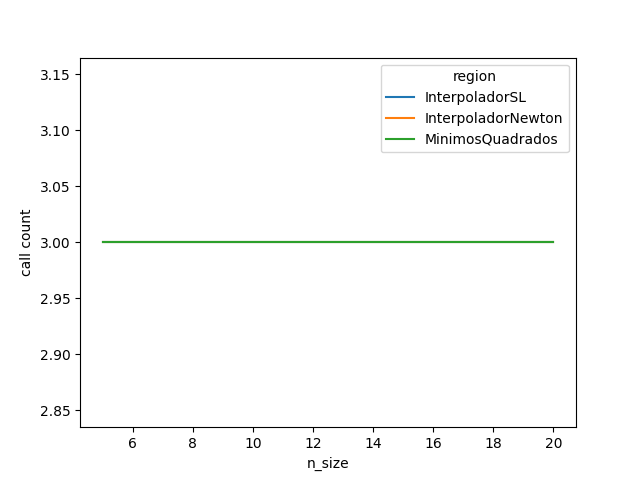 region
InterpoladorSL
InterpoladorNewton
MinimosQuadrados
call count
3.15
3.10
3.05
3.00
2.95
2.90
2.85
6 8 10 12 14 16 18 20
n_size